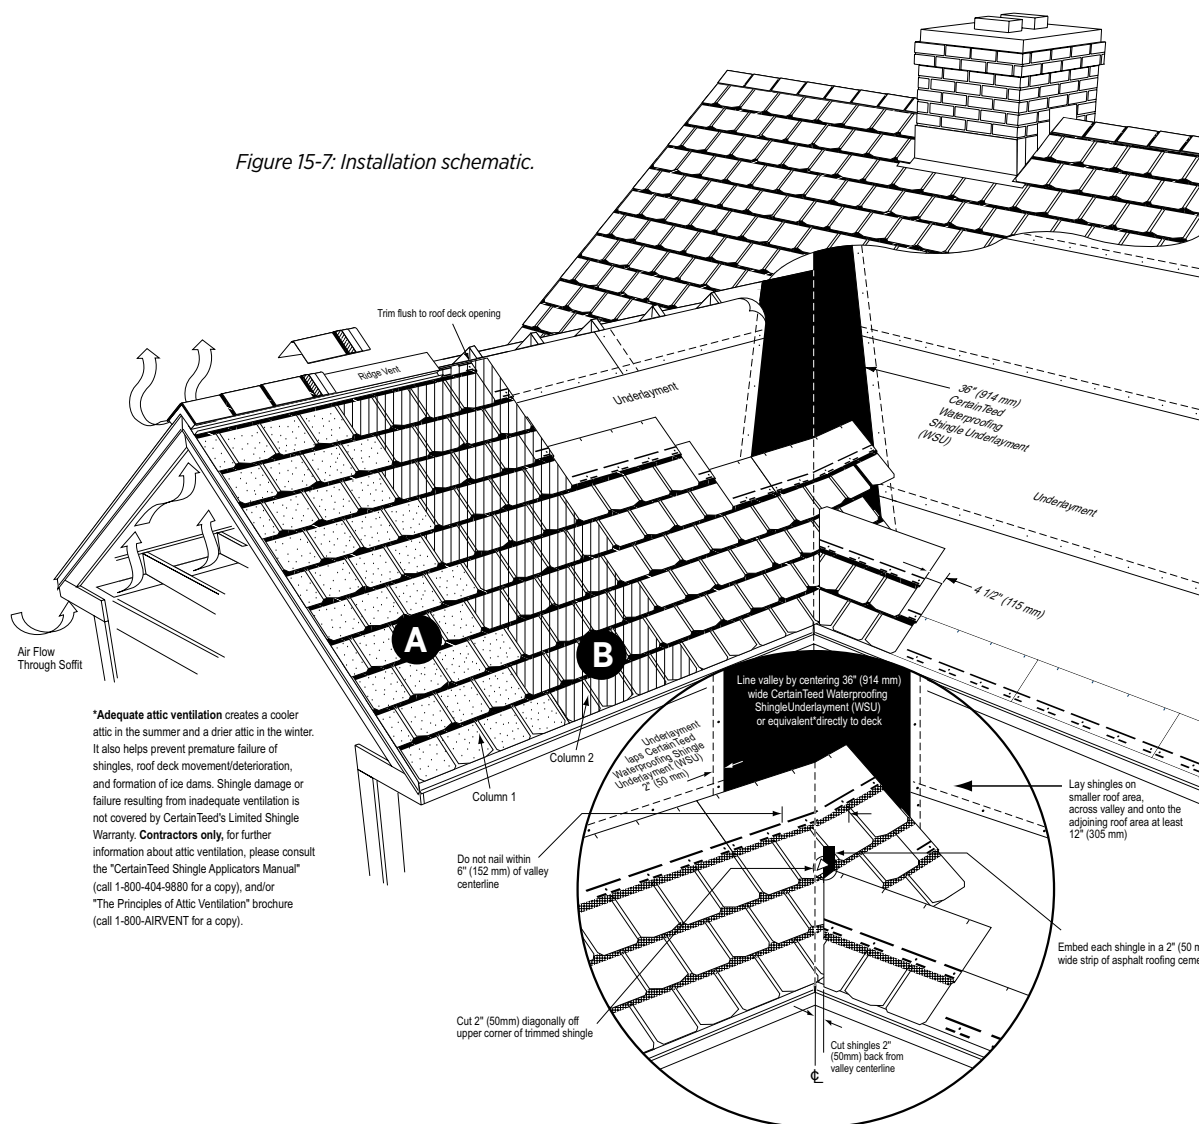 Figure 15-7: Installation schematic.
Trim flush to roof deck opening
Ridge Vent
Underlayment
36" (914 mm)
CertainTeed
Waterproofing
Shingle Underlayment
(WSU)
Underlayment
4 1/2" (115 mm)
A
B
Air Flow
Through Soffit
Column 2
Column 1
*Adequate attic ventilation creates a cooler
attic in the summer and a drier attic in the winter.
It also helps prevent premature failure of
shingles, roof deck movement/deterioration,
and formation of ice dams. Shingle damage or
failure resulting from inadequate ventilation is
not covered by CertainTeed's Limited Shingle
Warranty. Contractors only, for further
information about attic ventilation, please consult
the "CertainTeed Shingle Applicators Manual"
(call 1-800-404-9880 for a copy), and/or
"The Principles of Attic Ventilation" brochure
(call 1-800-AIRVENT for a copy).
Line valley by centering 36" (914 mm)
wide CertainTeed Waterproofing
ShingleUnderlayment (WSU)
or equivalent*directly to deck
Underlayment
laps CertainTeed
Waterproofing Shingle
Underlayment (WSU)
2" (50 mm)
Lay shingles on
smaller roof area,
across valley and onto the
adjoining roof area at least
12" (305 mm)
Do not nail within
6" (152 mm) of valley
centerline
Embed each shingle in a 2" (50 m
wide strip of asphalt roofing ceme
Cut 2" (50mm) diagonally off
upper corner of trimmed shingle
Cut shingles 2"
(50mm) back from
valley centerline
℄